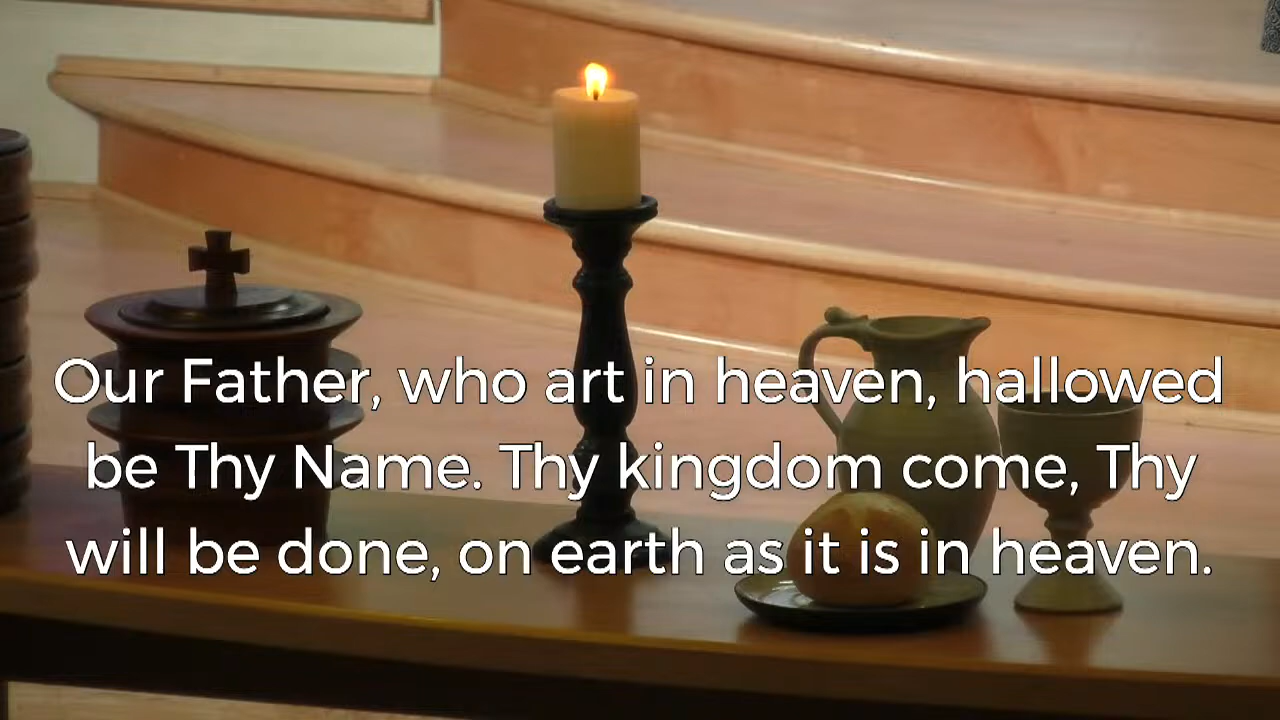 Our Father, who art in heaven, hallowed
be Thy Name. Thy kingdom come, Thy
will be done, on earth as it is in heaven.